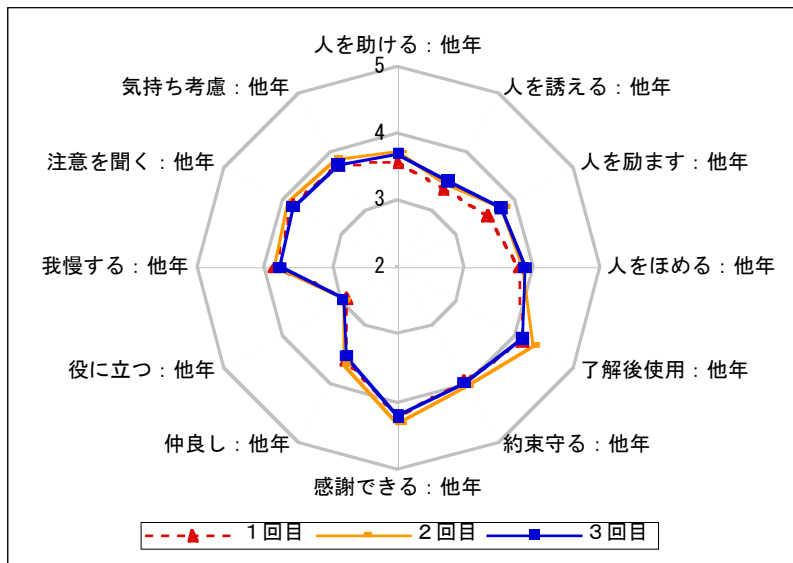 人を助ける：他年
人を誘える：他年
人を励ます：他年
人をほめる：他年
了解後使用：他年
約束守る：他年
感謝できる：他年
仲良し：他年
役に立つ：他年
我慢する：他年
注意を聞く：他年
気持ち考慮：他年
5
4
3
2
１回目
２回目
３回目